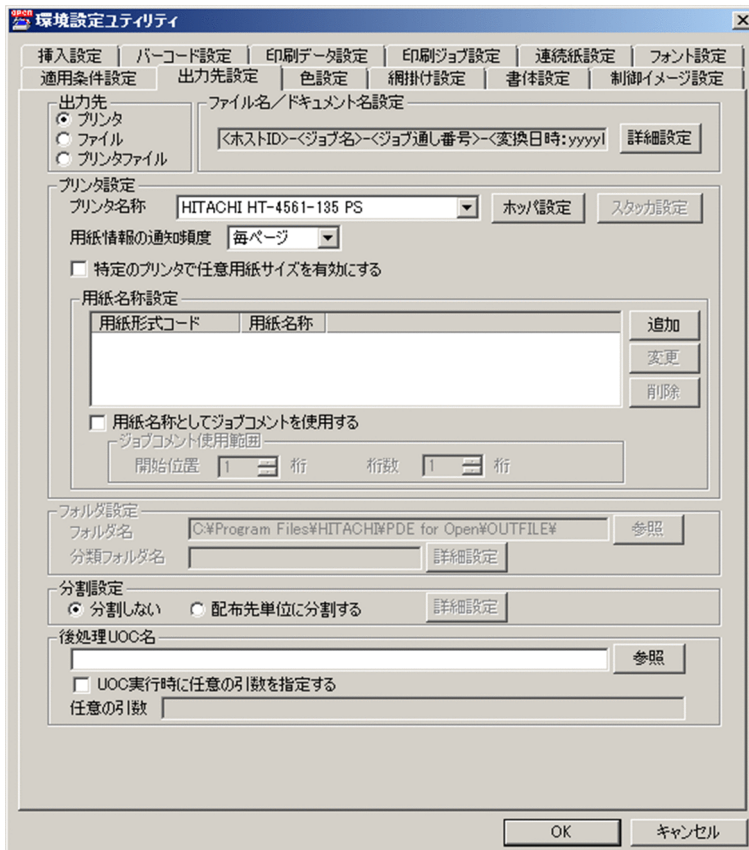 open
環境設定ユティリティ
挿入設定 バーコード設定 印刷データ設定 印刷ジョブ設定 連続紙設定 フォント設定
適用条件設定 出力先設定 色設定 網掛け設定 書体設定 制御イメージ設定
出力先 ファイル名/ドキュメント名設定
プリンタ
ファイル
プリンタファイル
<ホストID>-<ジョブ名>-<ジョブ通し番号>-<変換日時:yyyyl 詳細設定
プリンタ設定
プリンタ名称 HITACHI HT-4561-135 PS ホッパ設定 スタッカ設定
用紙情報の通知頻度 毎ページ
特定のプリンタで任意用紙サイズを有効にする
用紙名称設定
用紙形式コード 用紙名称 追加
変更
削除
用紙名称としてジョブコメントを使用する
ジョブコメント使用範囲
開始位置 1 桁 桁数 1 桁
フォルダ設定
フォルダ名 C:¥Program Files¥HITACHI¥PDE for Open¥OUTFILE¥ 参照
分類フォルダ名 詳細設定
分割設定
分割しない 配布先単位に分割する 詳細設定
後処理UOC名
参照
UOC実行時に任意の引数を指定する
任意の引数
OK キャンセル